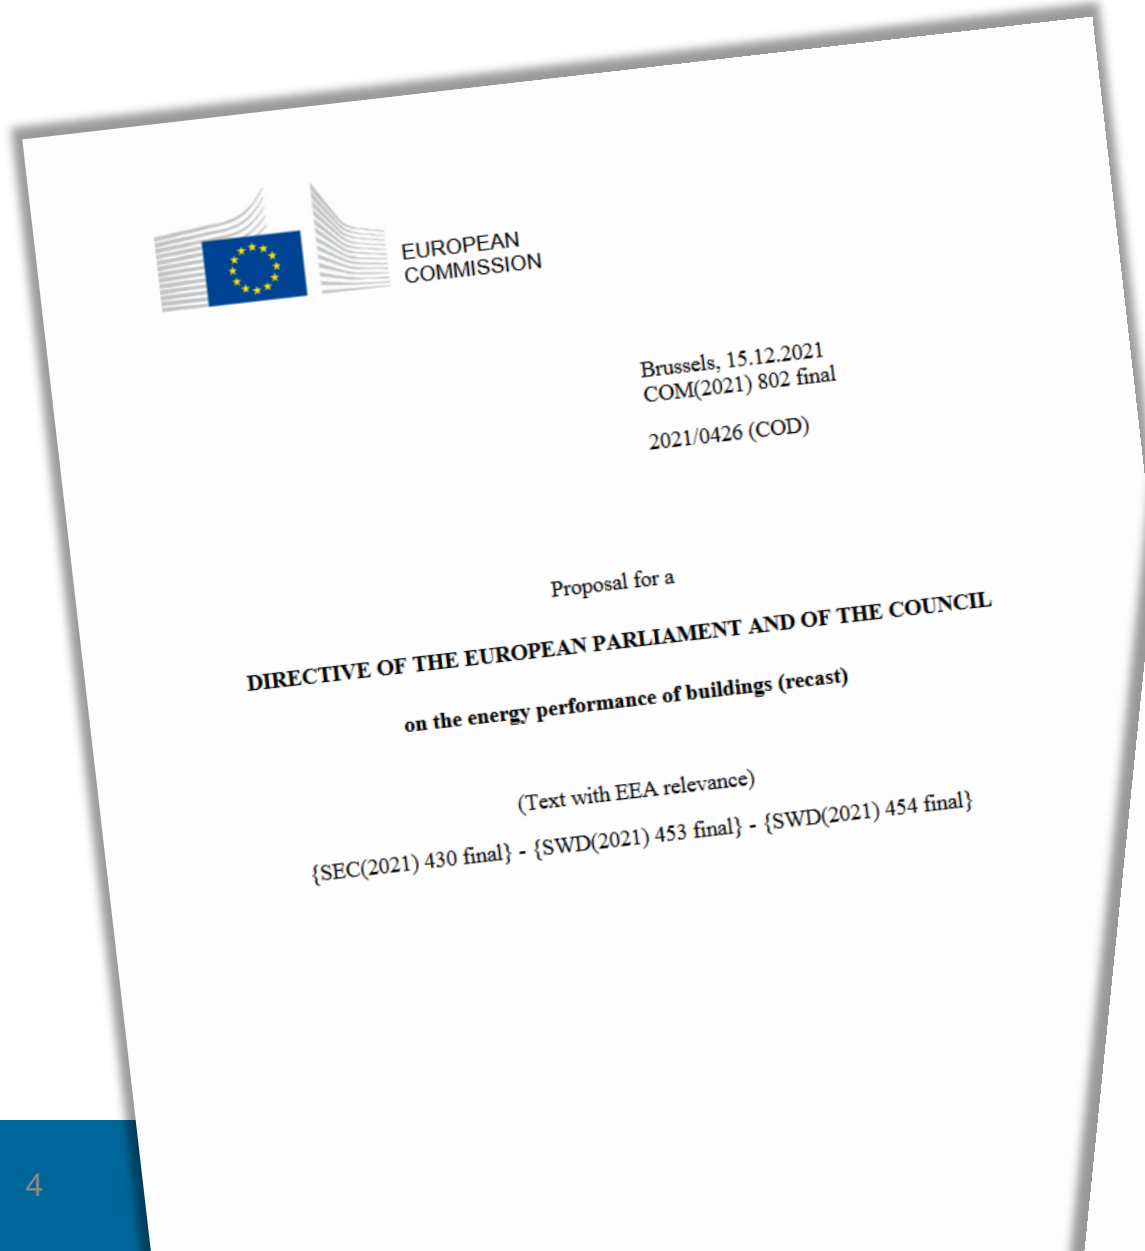 EUROPEAN
COMMISSION
Brussels, 15.12.2021
COM(2021) 802 final
2021/0426 (COD)
Proposal for a
DIRECTIVE OF THE EUROPEAN PARLIAMENT AND OF THE COUNCIL
on the energy performance of buildings (recast)
(Text with EEA relevance)
{SEC(2021) 430 final} - {SWD(2021) 453 final} - {SWD(2021) 454 final}
4